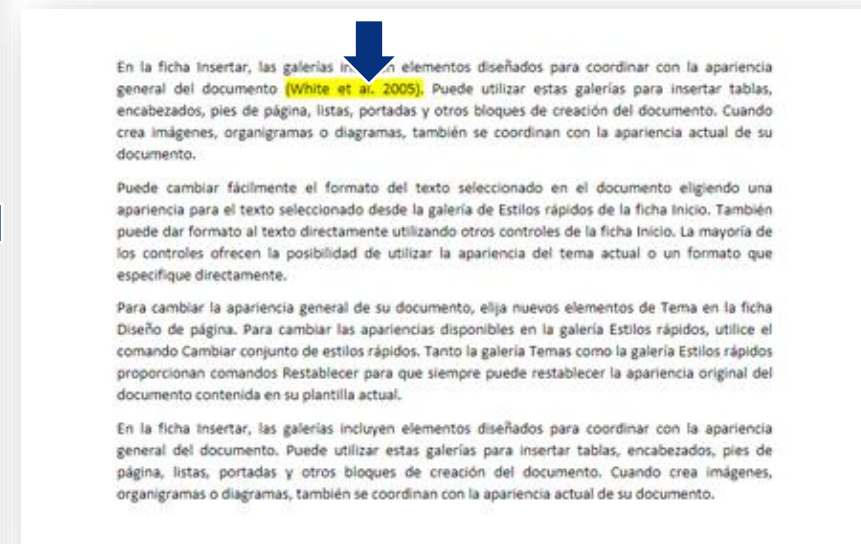 En la ficha Insertar, las galerías elementos diseñados para coordinar con la apariencia
general del documento (White et al. 2005). Puede utilizar estas galerías para insertar tablas,
encabezados, pies de página, listas, portadas y otros bloques de creación del documento. Cuando
crea imágenes, organigramas o diagramas, también se coordinan con la apariencia actual de su
documento.
Puede cambiar fácilmente el formato del texto seleccionado en el documento eligiendo una
apariencia para el texto seleccionado desde la galería de Estilos rápidos de la ficha Inicio. También
puede dar formato al texto directamente utilizando otros controles de la ficha Inicio. La mayoría de
los controles ofrecen la posibilidad de utilizar la apariencia del tema actual o un formato que
especifique directamente.
Para cambiar la apariencia general de su documento, elija nuevos elementos de Tema en la ficha
Diseño de página. Para cambiar las apariencias disponibles en la galería Estilos rápidos, utilice el
comando Cambiar conjunto de estilos rápidos. Tanto la galería Temas como la galería Estilos rápidos
proporcionan comandos Restablecer para que siempre puede restablecer la apariencia original del
documento contenida en su plantilla actual.
En la ficha Insertar, las galerías incluyen elementos diseñados para coordinar con la apariencia
general del documento. Puede utilizar estas galerías para insertar tablas, encabezados, pies de
página, listas, portadas y otros bloques de creación del documento. Cuando crea imágenes,
organigramas o diagramas, también se coordinan con la apariencia actual de su documento.